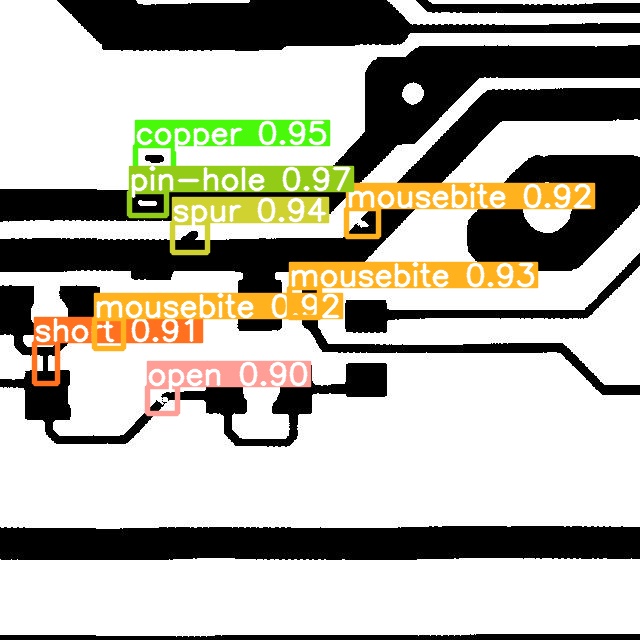 copper 0.95
pin-hole 0.97
mousebite 0.92
spur 0.94
mousebite 0.93
mousebite 0.92
short 0.91
open 0.90